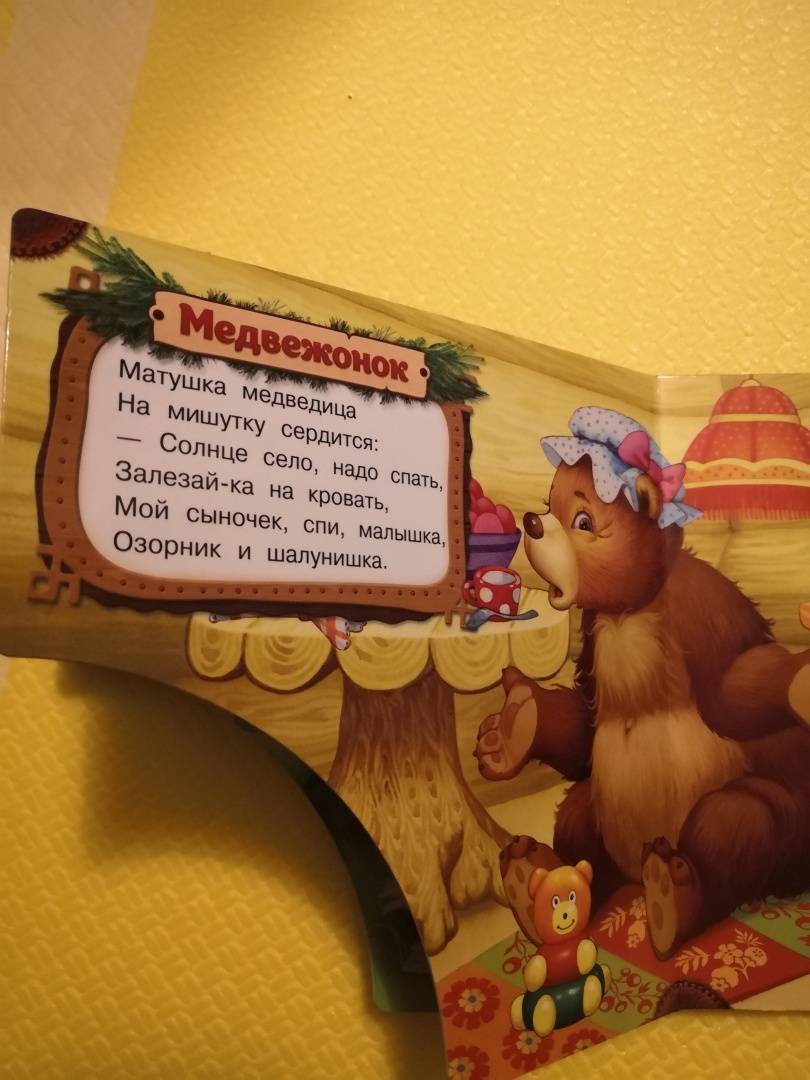 Медвежонок
Матушка медведица
На мишутку сердится:
— Солнце село, надо спать,
Залезай-ка на кровать,
Мой сыночек, спи, малышка,
Озорник и шалунишка.